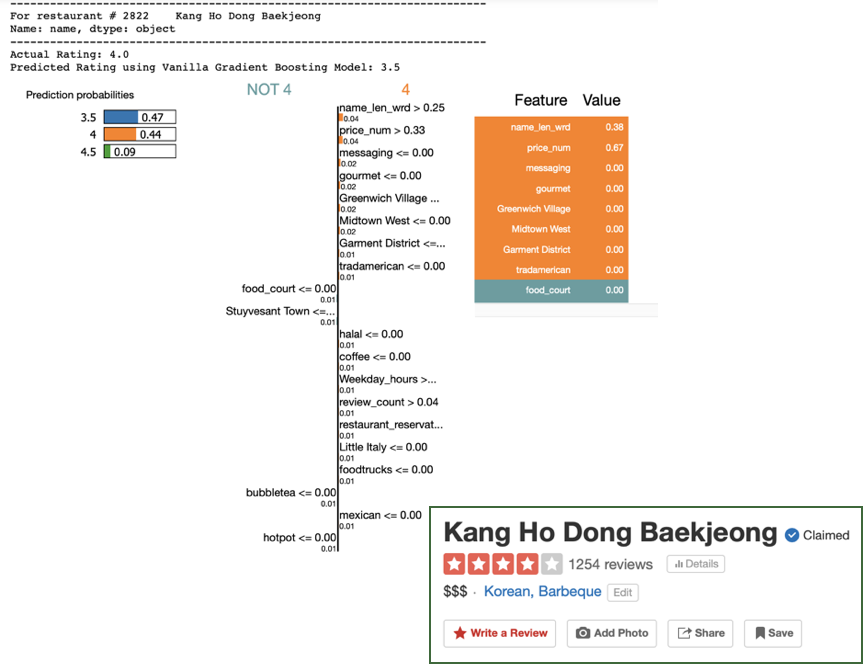 For restaurant # 2822 Kang Ho Dong Baekjeong
Name: name, dtype: object
Actual Rating: 4.0
Predicted Rating using Vanilla Gradient Boosting Model: 3.5
Prediction probabilities
3.5 0.47
4 0.44
4.5 0.09
NOT 4
4
name_len_wrd > 0.25
0.04
price_num > 0.33
0.04
messaging <= 0.00
0.02
gourmet <= 0.00
0.02
Greenwich Village ...
0.02
Midtown West <= 0.00
0.02
Garment District <=...
0.01
tradamerican <= 0.00
0.01
food_court <= 0.00
0.01
Stuyvesant Town <=...
0.01
halal <= 0.00
0.01
coffee <= 0.00
0.01
Weekday_hours >...
0.01
review_count > 0.04
0.01
restaurant_reservat...
0.01
Little Italy <= 0.00
0.01
foodtrucks <= 0.00
0.01
bubbletea <= 0.00
0.01
mexican <= 0.00
0.01
hotpot <= 0.00
0.01
Feature Value
name_len_wrd 0.38
price_num 0.67
messaging 0.00
gourmet 0.00
Greenwich Village 0.00
Midtown West 0.00
Garment District 0.00
tradamerican 0.00
food_court 0.00
Kang Ho Dong Baekjeong Claimed
1254 reviews Details
$$$ · Korean, Barbeque Edit
Write a Review Add Photo Share Save